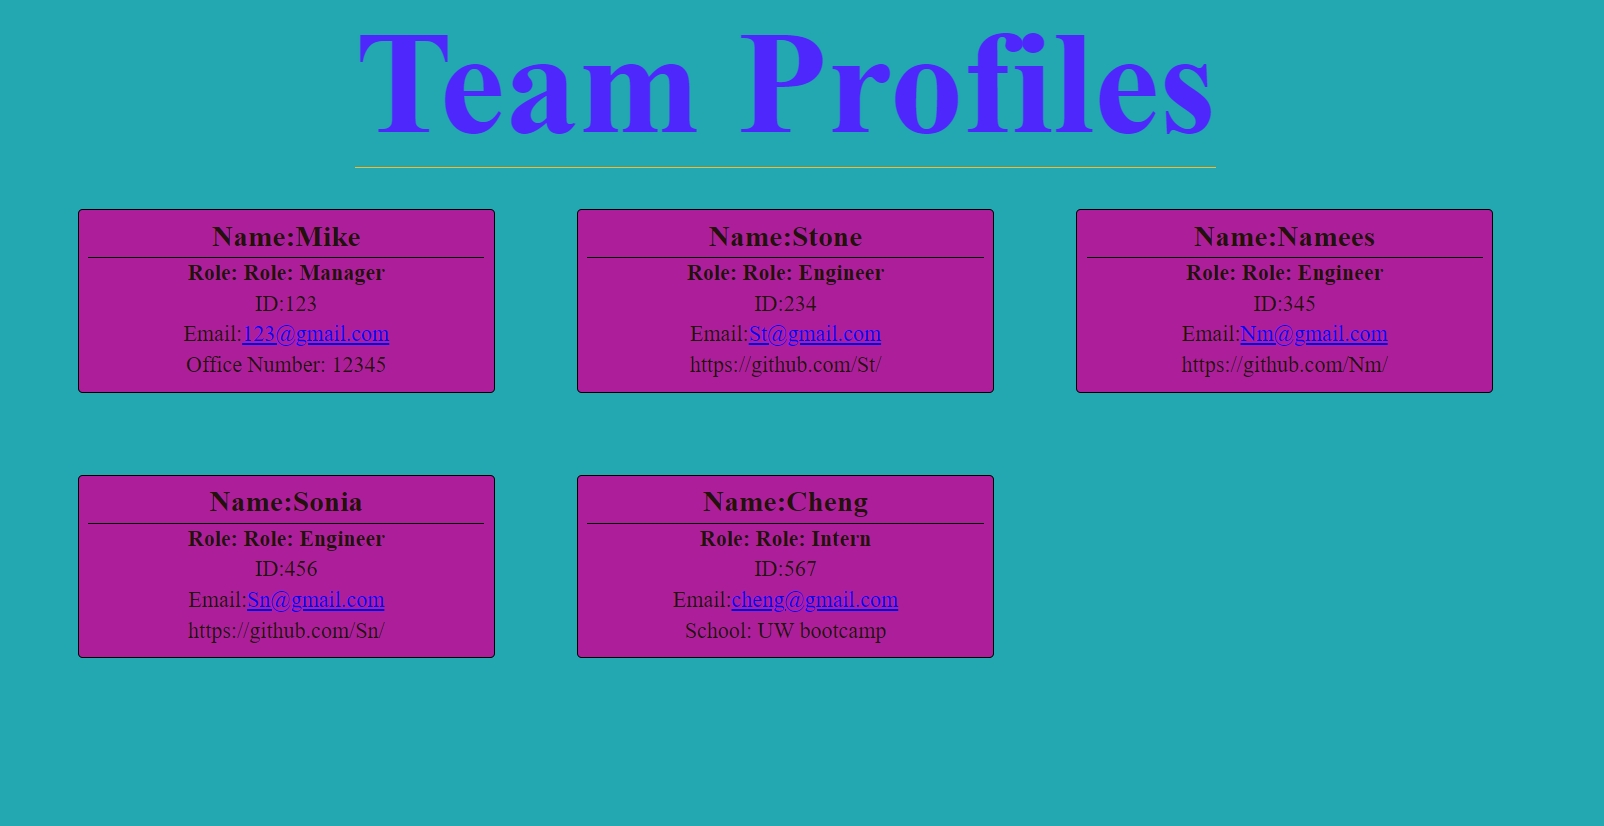 Team Profiles
Name:Mike
Role: Role: Manager
ID:123
Email:123@gmail.com
Office Number: 12345
Name:Stone
Role: Role: Engineer
ID:234
Email:St@gmail.com
https://github.com/St/
Name:Namees
Role: Role: Engineer
ID:345
Email:Nm@gmail.com
https://github.com/Nm/
Name:Sonia
Role: Role: Engineer
ID:456
Email:Sn@gmail.com
https://github.com/Sn/
Name:Cheng
Role: Role: Intern
ID:567
Email:cheng@gmail.com
School: UW bootcamp